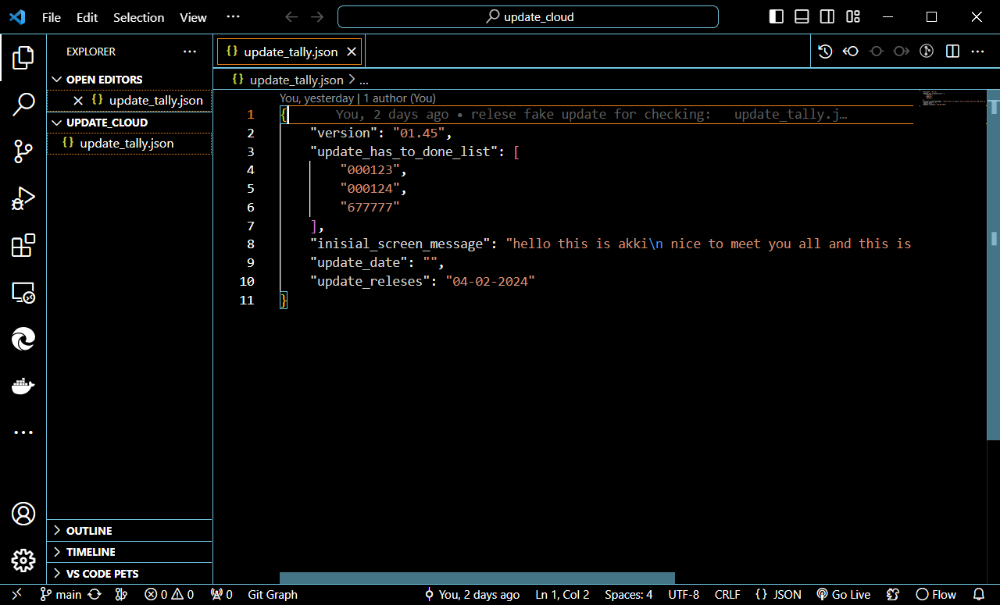 File Edit Selection View ···
update_cloud
EXPLORER ···
OPEN EDITORS
{} update_tally.json
UPDATE_CLOUD
{} update_tally.json
OUTLINE
TIMELINE
VS CODE PETS
{} update_tally.json
{} update_tally.json > ...
You, yesterday | 1 author (You)
1 { You, 2 days ago • relese fake update for checking: update_tally.j…
2 "version": "01.45",
3 "update_has_to_done_list": [
4 "000123",
5 "000124",
6 "677777"
7 ],
8 "inisial_screen_message": "hello this is akki\n nice to meet you all and this is
9 "update_date": "",
10 "update_releses": "04-02-2024"
11 }
main 0 0 0 Git Graph You, 2 days ago Ln 1, Col 2 Spaces: 4 UTF-8 CRLF {} JSON Go Live Flow